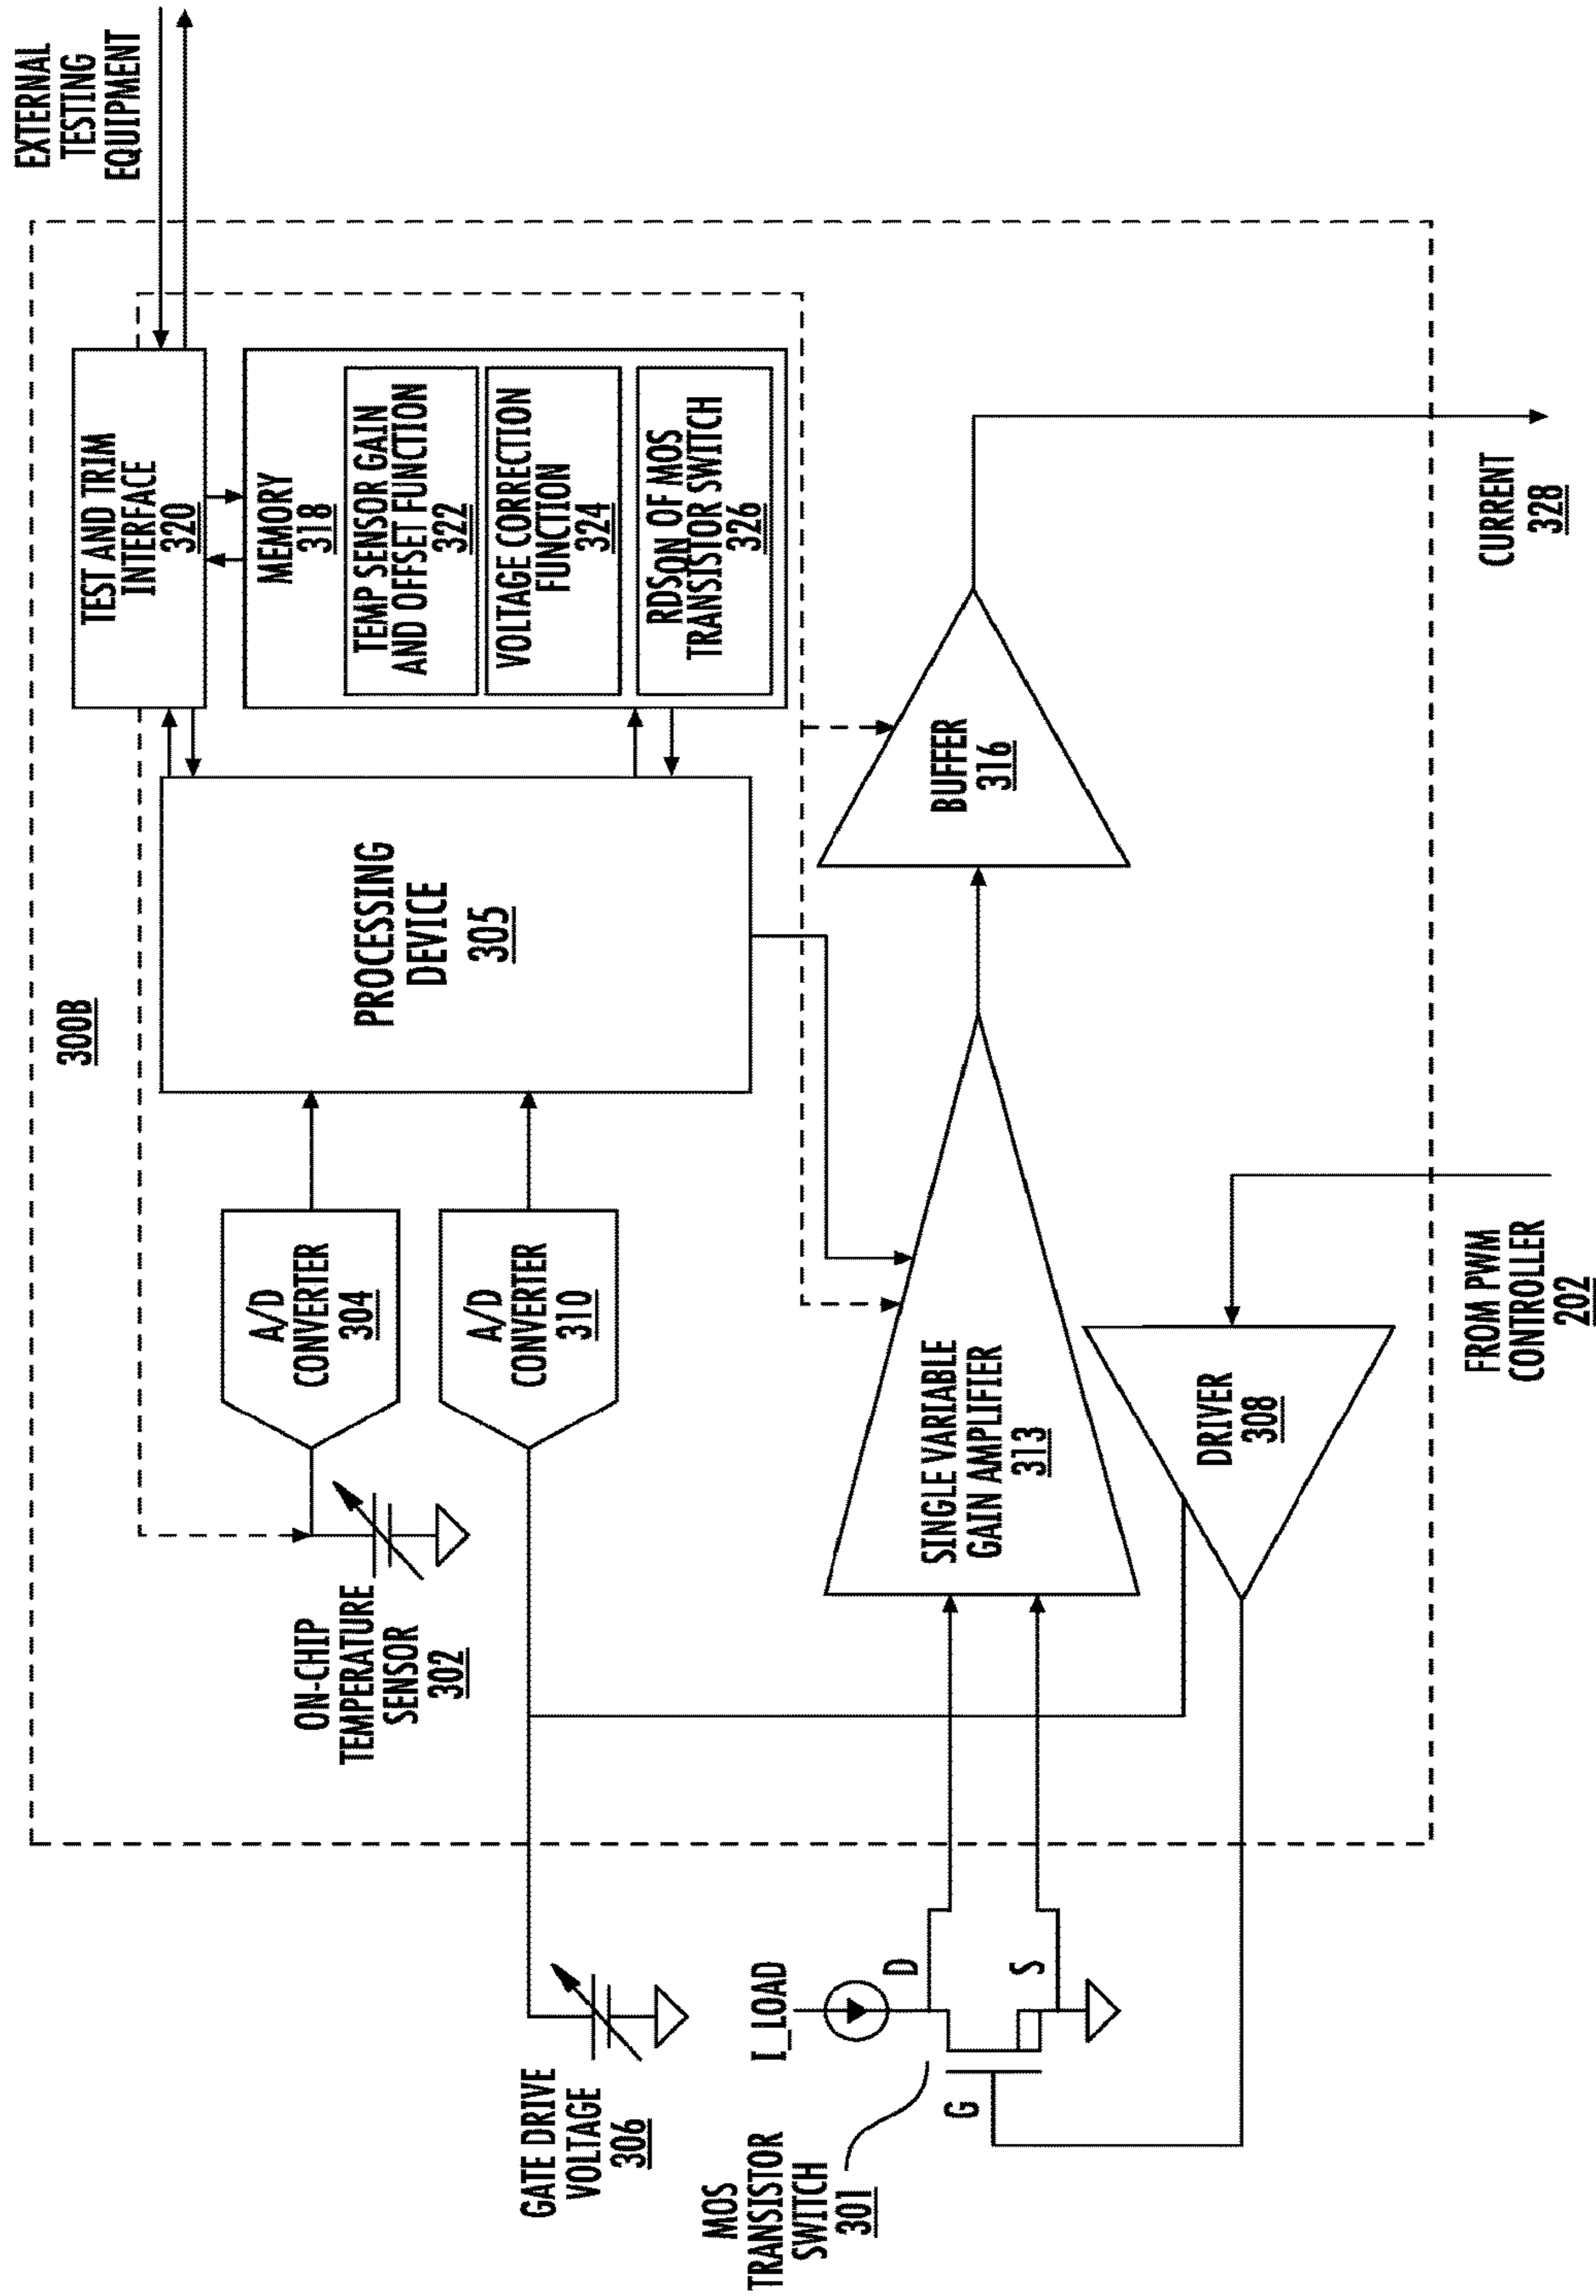 EXTERNAL
TESTING
EQUIPMENT
300B
TEST AND TRIM
INTERFACE
320
MEMORY
318
TEMP SENSOR GAIN
AND OFFSET FUNCTION
322
VOLTAGE CORRECTION
FUNCTION
324
RDSON OF MOS
TRANSISTOR SWITCH
326
PROCESSING
DEVICE
305
A/D
CONVERTER
304
A/D
CONVERTER
310
ON-CHIP
TEMPERATURE
SENSOR
302
GATE DRIVE
VOLTAGE
306
MOS
TRANSISTOR
SWITCH
301
I_LOAD
D
S
G
SINGLE VARIABLE
GAIN AMPLIFIER
313
BUFFER
316
DRIVER
308
CURRENT
328
FROM PWM
CONTROLLER
202